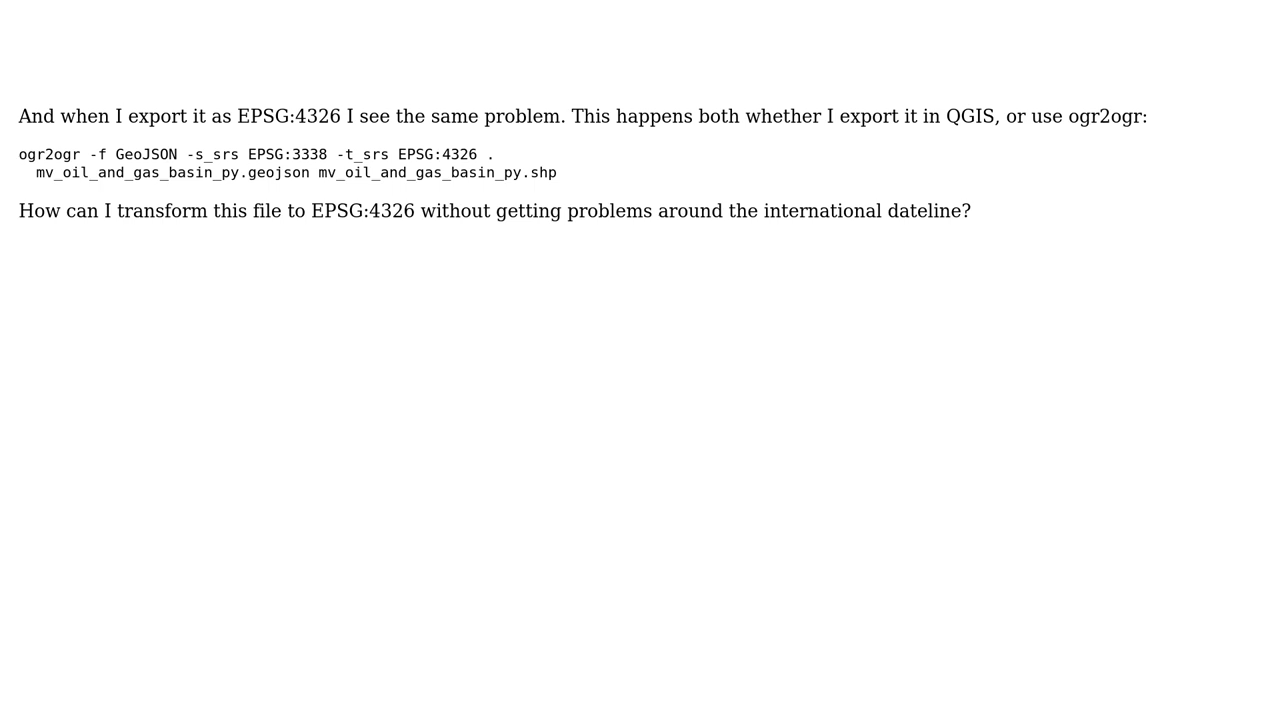 And when I export it as EPSG:4326 I see the same problem. This happens both whether I export it in QGIS, or use ogr2ogr:
ogr2ogr -f GeoJSON -s_srs EPSG:3338 -t_srs EPSG:4326 .
  mv_oil_and_gas_basin_py.geojson mv_oil_and_gas_basin_py.shp
How can I transform this file to EPSG:4326 without getting problems around the international dateline?